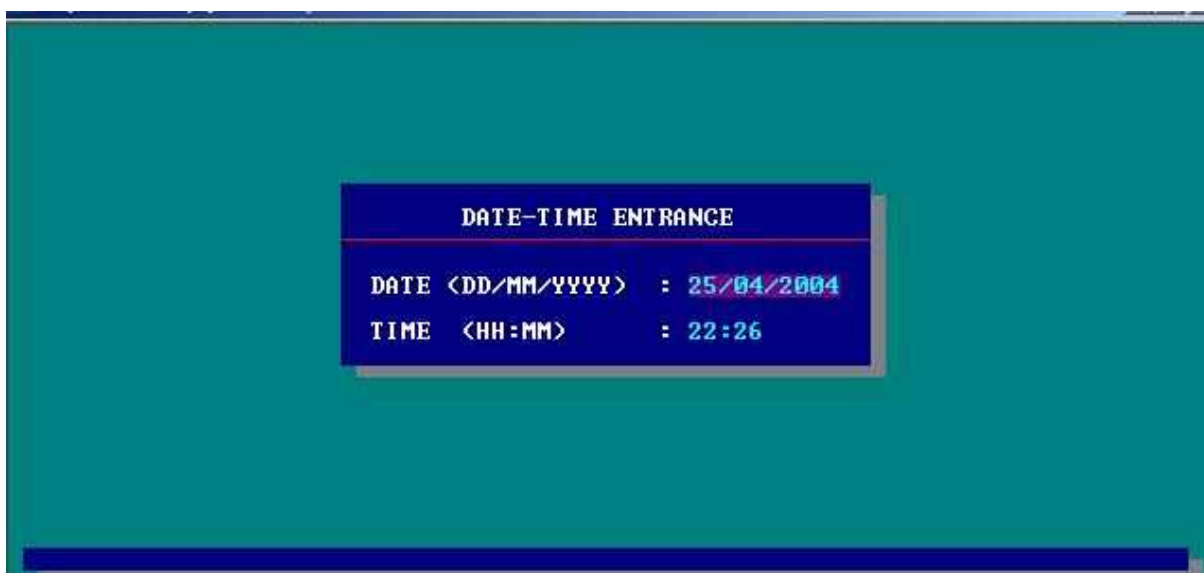 DATE-TIME ENTRANCE
DATE (DD/MM/YYYY) : 25/04/2004
TIME (HH:MM) : 22:26